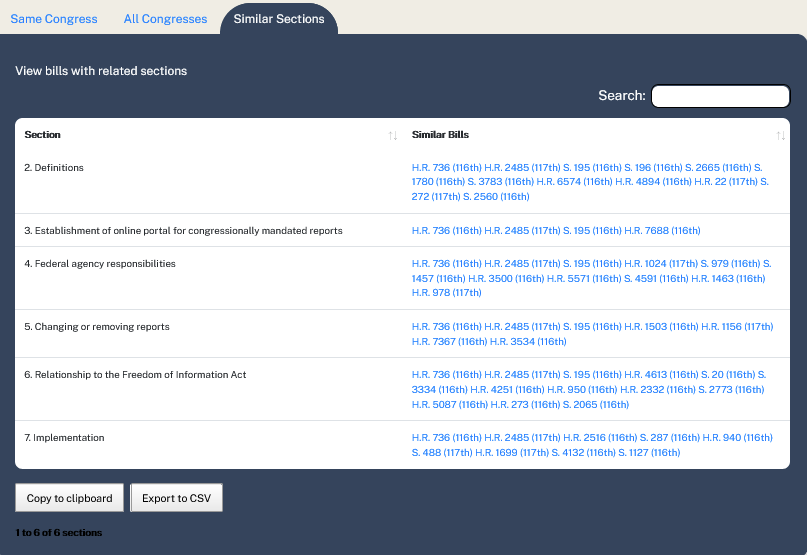 Same Congress All Congresses Similar Sections
View bills with related sections
Search:
Section Similar Bills
2. Definitions H.R. 736 (116th) H.R. 2485 (117th) S. 195 (116th) S. 196 (116th) S. 2665 (116th) S.
1780 (116th) S. 3783 (116th) H.R. 6574 (116th) H.R. 4894 (116th) H.R. 22 (117th) S.
272 (117th) S. 2560 (116th)
3. Establishment of online portal for congressionally mandated reports H.R. 736 (116th) H.R. 2485 (117th) S. 195 (116th) H.R. 7688 (116th)
4. Federal agency responsibilities H.R. 736 (116th) H.R. 2485 (117th) S. 195 (116th) H.R. 1024 (117th) S. 979 (116th) S.
1457 (116th) H.R. 3500 (116th) H.R. 5571 (116th) S. 4591 (116th) H.R. 1463 (116th)
H.R. 978 (117th)
5. Changing or removing reports H.R. 736 (116th) H.R. 2485 (117th) S. 195 (116th) H.R. 1503 (116th) H.R. 1156 (117th)
H.R. 7367 (116th) H.R. 3534 (116th)
6. Relationship to the Freedom of Information Act H.R. 736 (116th) H.R. 2485 (117th) S. 195 (116th) H.R. 4613 (116th) S. 20 (116th) S.
3334 (116th) H.R. 4251 (116th) H.R. 950 (116th) H.R. 2332 (116th) S. 2773 (116th)
H.R. 5087 (116th) H.R. 273 (116th) S. 2065 (116th)
7. Implementation H.R. 736 (116th) H.R. 2485 (117th) H.R. 2516 (116th) S. 287 (116th) H.R. 940 (116th)
S. 488 (117th) H.R. 1699 (117th) S. 4132 (116th) S. 1127 (116th)
Copy to clipboard Export to CSV
1 to 6 of 6 sections